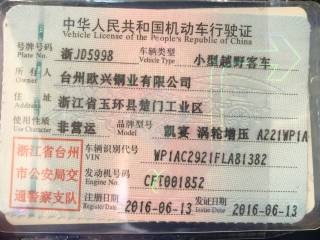 中华人民共和国机动车行驶证
Vehicle License of the People's Republic of China
号牌号码 浙JD5998 车辆类型 小型越野客车
Plate No. Vehicle Type
所有人 台州欧兴钢业有限公司
Owner
住址 浙江省玉环县楚门工业区
Address
使用性质 非营运 品牌型号 凯宴 涡轮增压 A221WP1A
Use Character Model
浙江省台州 车辆识别代号 WP1AC2921FLA81382
VIN
市公安局交 发动机号码 CFT001852
Engine No.
通警察支队 注册日期 2016-06-13 发证日期 2016-06-13
Register Date Issue Date